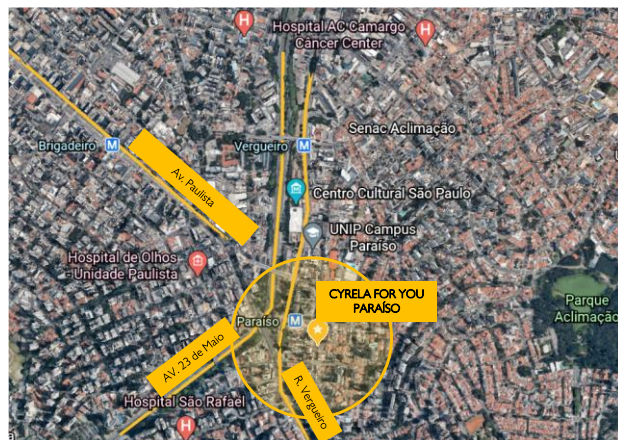 H
Hospital AC Camargo
Câncer Center
H
Brigadeiro M
Av. Paulista
Vergueiro M
Senac Aclimação
Centro Cultural São Paulo
UNIP Campus
Paraíso
Hospital de Olhos
- Unidade Paulista
CYRELA FOR YOU
PARAÍSO
Parque
Aclimação
Paraíso M
AV. 23 de Maio
R. Vergueiro
Hospital São Rafael
H